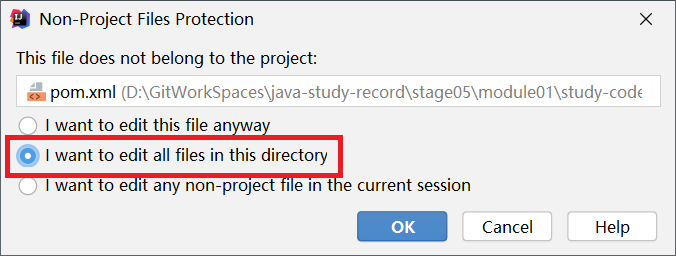 Non-Project Files Protection
This file does not belong to the project:
pom.xml (D:\GitWorkSpaces\java-study-record\stage05\module01\study-code
I want to edit this file anyway
I want to edit all files in this directory
I want to edit any non-project file in the current session
OK Cancel Help